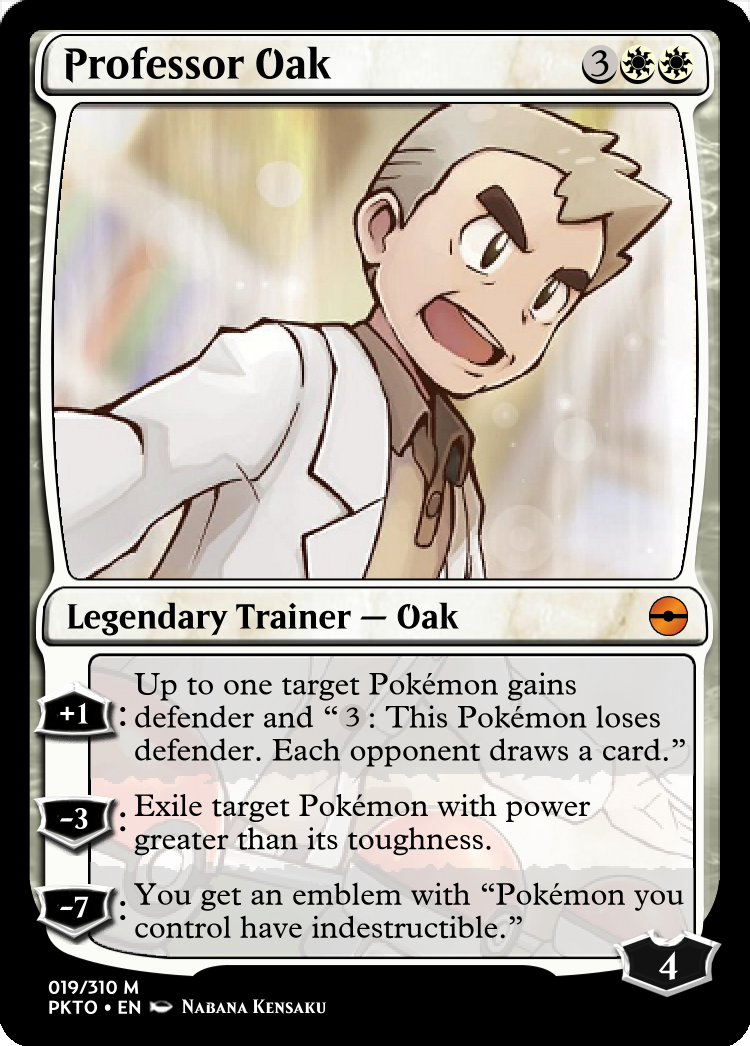 Professor Oak 3
Legendary Trainer — Oak
+1: Up to one target Pokémon gains
defender and “3: This Pokémon loses
defender. Each opponent draws a card.”
−3: Exile target Pokémon with power
greater than its toughness.
−7: You get an emblem with “Pokémon you
control have indestructible.”
4
019/310 M
PKTO • EN Nabana Kensaku